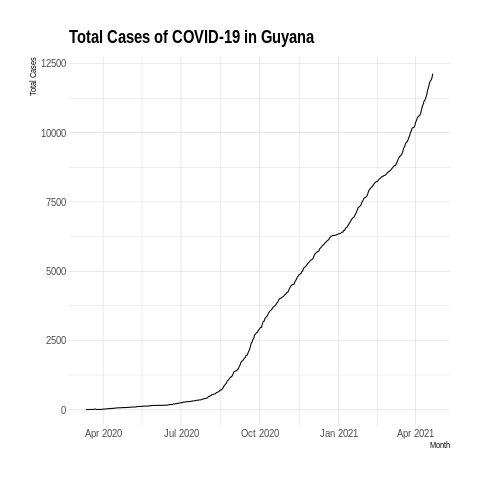 Total Cases of COVID-19 in Guyana
Total Cases
12500
10000
7500
5000
2500
0
Apr 2020 Jul 2020 Oct 2020 Jan 2021 Apr 2021
Month